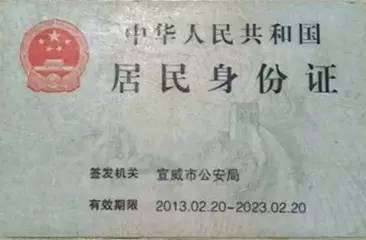 中华人民共和国
居民身份证
签发机关 宣威市公安局
有效期限 2013.02.20-2023.02.20